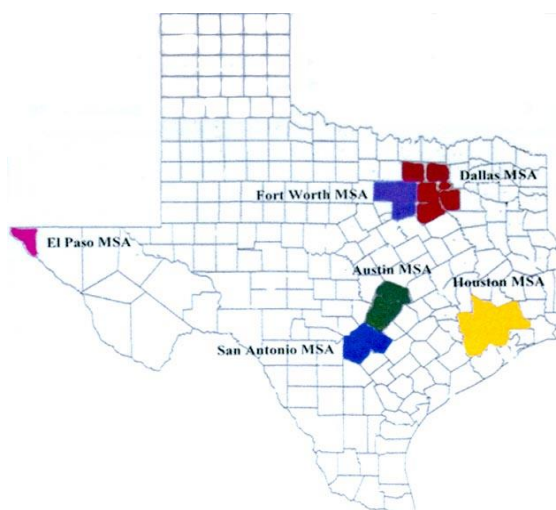 Dallas MSA
Fort Worth MSA
El Paso MSA
Austin MSA
Houston MSA
San Antonio MSA